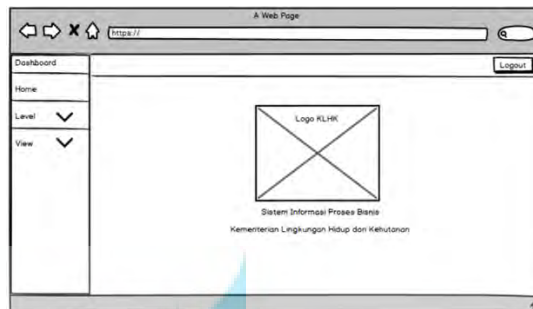 A Web Page
https://
Dashboard
Logout
Home
Level
View
Logo KLHK
Sistem Informasi Proses Bisnis
Kementerian Lingkungan Hidup dan Kehutanan